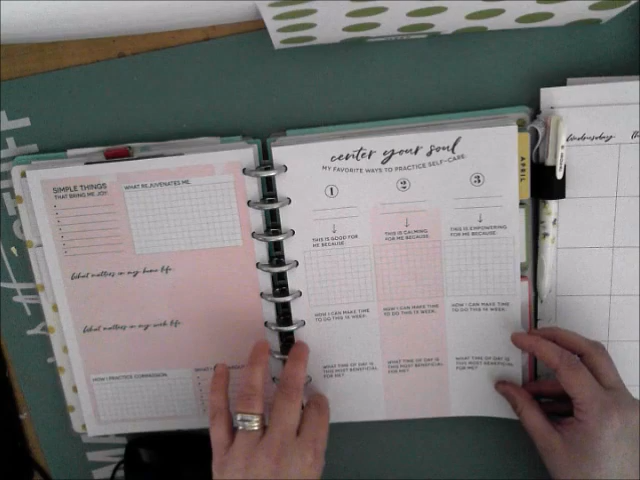 SIMPLE THINGS
THAT BRING ME JOY:
WHAT REJUVENATES ME:
What matters in my home life:
What matters in my work life:
HOW I PRACTICE COMPASSION:
center your soul
MY FAVORITE WAYS TO PRACTICE SELF-CARE:
1
2
3
THIS IS GOOD FOR
ME BECAUSE:
THIS IS CALMING
FOR ME BECAUSE:
THIS IS EMPOWERING
FOR ME BECAUSE:
HOW I CAN MAKE TIME
TO DO THIS IN WEEK:
HOW I CAN MAKE TIME
TO DO THIS IN WEEK:
HOW I CAN MAKE TIME
TO DO THIS IN WEEK:
WHAT TIME OF DAY IS
THIS MOST BENEFICIAL
FOR ME?
WHAT TIME OF DAY IS
THIS MOST BENEFICIAL
FOR ME?
WHAT TIME OF DAY IS
THIS MOST BENEFICIAL
FOR ME?
APRIL